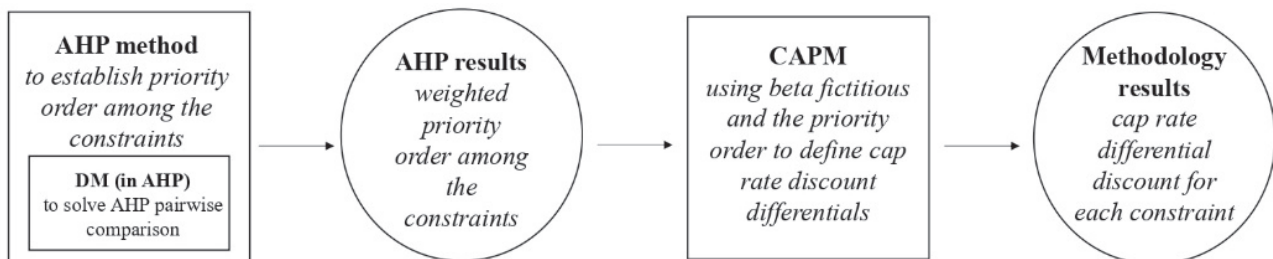 AHP method
to establish priority
order among the
constraints
DM (in AHP)
to solve AHP pairwise
comparison
AHP results
weighted
priority
order among
the
constraints
CAPM
using beta fictitious
and the priority
order to define cap
rate discount
differentials
Methodology
results
cap rate
differential
discount for
each constraint